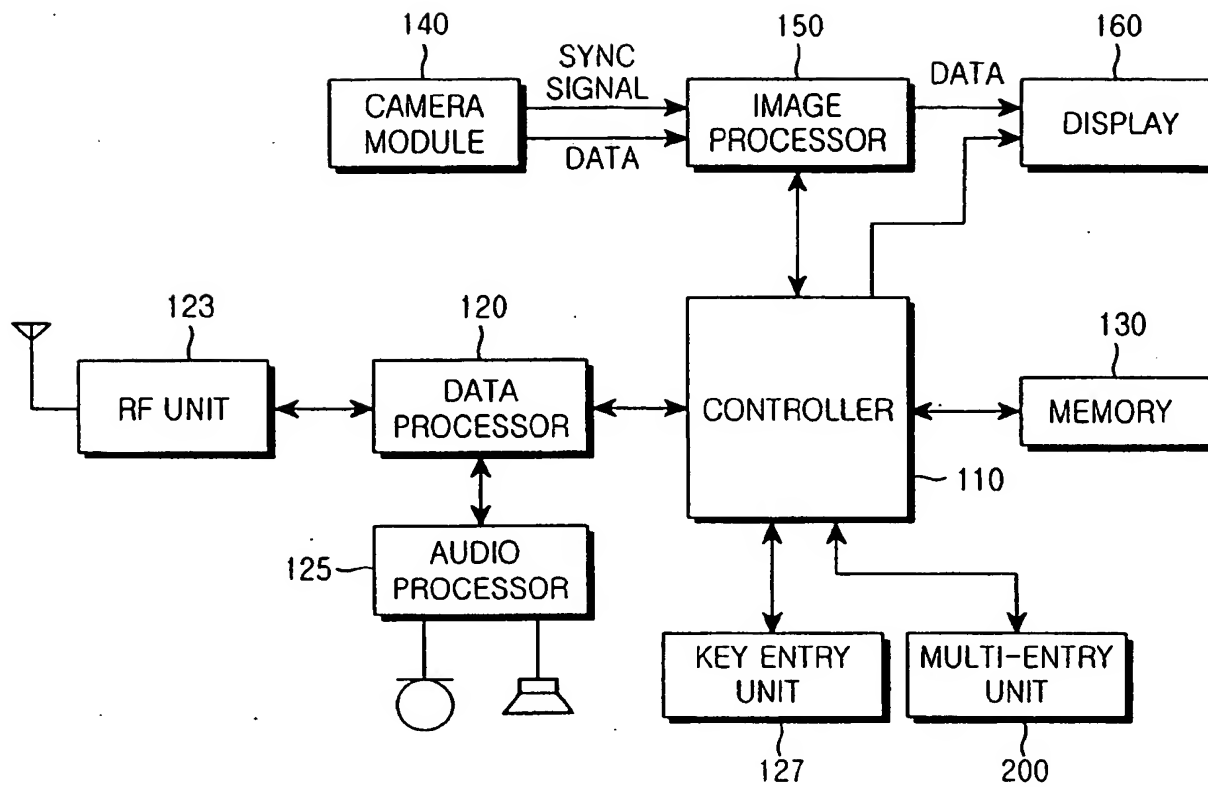 140
150
160
SYNC
SIGNAL
DATA
CAMERA
MODULE
DATA
IMAGE
PROCESSOR
DISPLAY
123
120
130
RF UNIT
DATA
PROCESSOR
CONTROLLER
MEMORY
110
125
AUDIO
PROCESSOR
KEY ENTRY
UNIT
MULTI-ENTRY
UNIT
127
200